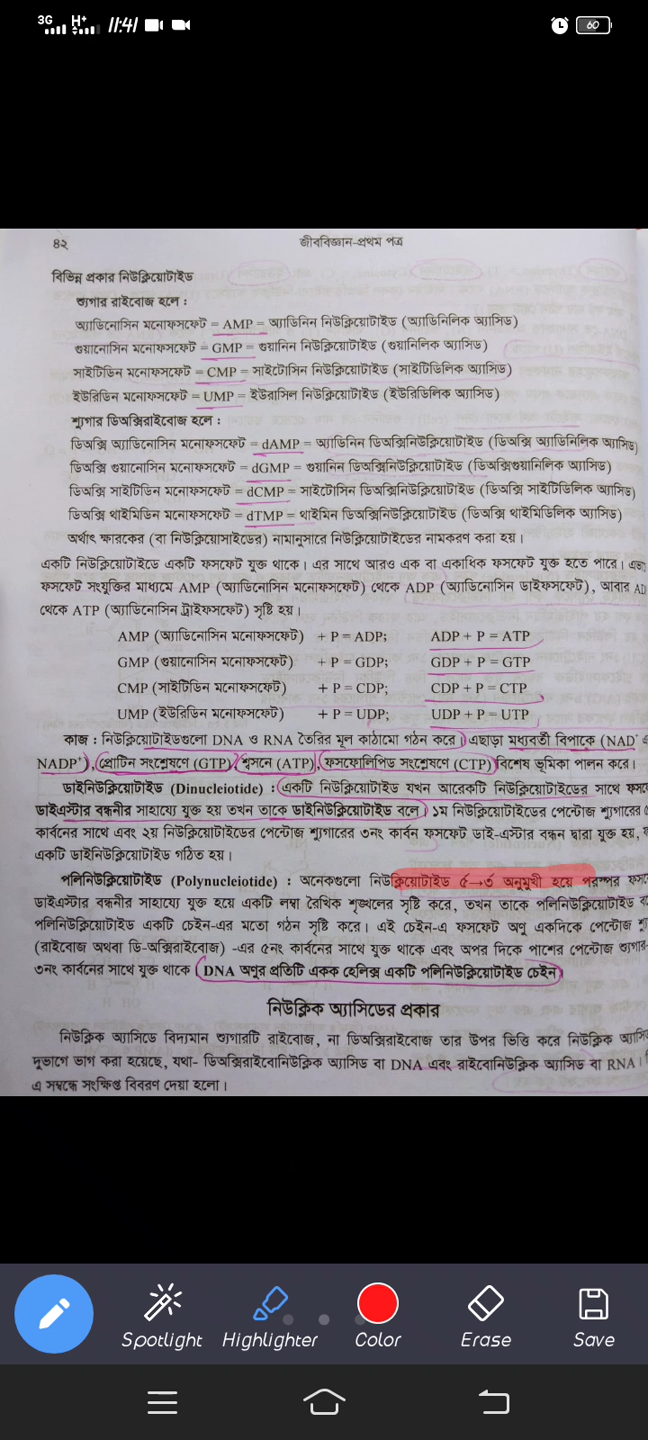 3G H+ 11:41 60
৪২ জীববিজ্ঞান-প্রথম পত্র
বিভিন্ন প্রকার নিউক্লিয়োটাইড
শ্যুগার রাইবোজ হলে :
অ্যাডিনোসিন মনোফসফেট = AMP = অ্যাডিনিন নিউক্লিয়োটাইড (অ্যাডিনিলিক অ্যাসিড)
গুয়ানোসিন মনোফসফেট = GMP = গুয়ানিন নিউক্লিয়োটাইড (গুয়ানিলিক অ্যাসিড)
সাইটিডিন মনোফসফেট = CMP = সাইটোসিন নিউক্লিয়োটাইড (সাইটিডিলিক অ্যাসিড)
ইউরিডিন মনোফসফেট = UMP = ইউরাসিল নিউক্লিয়োটাইড (ইউরিডিলিক অ্যাসিড)
শ্যুগার ডিঅক্সিরাইবোজ হলে :
ডিঅক্সি অ্যাডিনোসিন মনোফসফেট = dAMP = অ্যাডিনিন ডিঅক্সিনিউক্লিয়োটাইড (ডিঅক্সি অ্যাডিনিলিক অ্যাসিড)
ডিঅক্সি গুয়ানোসিন মনোফসফেট = dGMP = গুয়ানিন ডিঅক্সিনিউক্লিয়োটাইড (ডিঅক্সিগুয়ানিলিক অ্যাসিড)
ডিঅক্সি সাইটিডিন মনোফসফেট = dCMP = সাইটোসিন ডিঅক্সিনিউক্লিয়োটাইড (ডিঅক্সি সাইটিডিলিক অ্যাসিড)
ডিঅক্সি থাইমিডিন মনোফসফেট = dTMP = থাইমিন ডিঅক্সিনিউক্লিয়োটাইড (ডিঅক্সি থাইমিডিলিক অ্যাসিড)
অর্থাৎ ক্ষারকের (বা নিউক্লিয়োসাইডের) নামানুসারে নিউক্লিয়োটাইডের নামকরণ করা হয়।
একটি নিউক্লিয়োটাইডে একটি ফসফেট যুক্ত থাকে। এর সাথে আরও এক বা একাধিক ফসফেট যুক্ত হতে পারে।
ফসফেট সংযুক্তির মাধ্যমে AMP (অ্যাডিনোসিন মনোফসফেট) থেকে ADP (অ্যাডিনোসিন ডাইফসফেট), আবার
থেকে ATP (অ্যাডিনোসিন ট্রাইফসফেট) সৃষ্টি হয়।
AMP (অ্যাডিনোসিন মনোফসফেট) + P = ADP; ADP + P = ATP
GMP (গুয়ানোসিন মনোফসফেট) + P = GDP; GDP + P = GTP
CMP (সাইটিডিন মনোফসফেট) + P = CDP; CDP + P = CTP
UMP (ইউরিডিন মনোফসফেট) + P = UDP; UDP + P = UTP
কাজ : নিউক্লিয়োটাইডগুলো DNA ও RNA তৈরির মূল কাঠামো গঠন করে। এছাড়া মধ্যবর্তী বিপাকে (NAD⁺
NADP⁺), প্রোটিন সংশ্লেষণে (GTP) শ্বসনে (ATP), ফসফোলিপিড সংশ্লেষণে (CTP) বিশেষ ভূমিকা পালন করে।
ডাইনিউক্লিয়োটাইড (Dinucleiotide) : একটি নিউক্লিয়োটাইড যখন আরেকটি নিউক্লিয়োটাইডের সাথে
ডাইএস্টার বন্ধনীর সাহায্যে যুক্ত হয় তখন তাকে ডাইনিউক্লিয়োটাইড বলে। ১ম নিউক্লিয়োটাইডের পেন্টোজ শ্যুগারের
কার্বনের সাথে এবং ২য় নিউক্লিয়োটাইডের পেন্টোজ শ্যুগারের ৩নং কার্বন ফসফেট ডাই-এস্টার বন্ধন দ্বারা যুক্ত হয়,
একটি ডাইনিউক্লিয়োটাইড গঠিত হয়।
পলিনিউক্লিয়োটাইড (Polynucleiotide) : অনেকগুলো নিউক্লিয়োটাইড ৫→৩ অনুমুখী হয়ে পরস্পর
ডাইএস্টার বন্ধনীর সাহায্যে যুক্ত হয়ে একটি লম্বা রৈখিক শৃঙ্খলের সৃষ্টি করে, তখন তাকে পলিনিউক্লিয়োটাইড
পলিনিউক্লিয়োটাইড একটি চেইন-এর মতো গঠন সৃষ্টি করে। এই চেইন-এ ফসফেট অণু একদিকে পেন্টোজ
(রাইবোজ অথবা ডি-অক্সিরাইবোজ) -এর ৫নং কার্বনের সাথে যুক্ত থাকে এবং অপর দিকে পাশের পেন্টোজ
৩নং কার্বনের সাথে যুক্ত থাকে DNA অণুর প্রতিটি একক হেলিক্স একটি পলিনিউক্লিয়োটাইড চেইন।
নিউক্লিক অ্যাসিডের প্রকার
নিউক্লিক অ্যাসিডে বিদ্যমান শ্যুগারটি রাইবোজ, না ডিঅক্সিরাইবোজ তার উপর ভিত্তি করে নিউক্লিক
দুভাগে ভাগ করা হয়েছে, যথা- ডিঅক্সিরাইবোনিউক্লিক অ্যাসিড বা DNA এবং রাইবোনিউক্লিক অ্যাসিড বা RNA।
এ সম্বন্ধে সংক্ষিপ্ত বিবরণ দেয়া হলো।
Spotlight Highlighter Color Erase Save